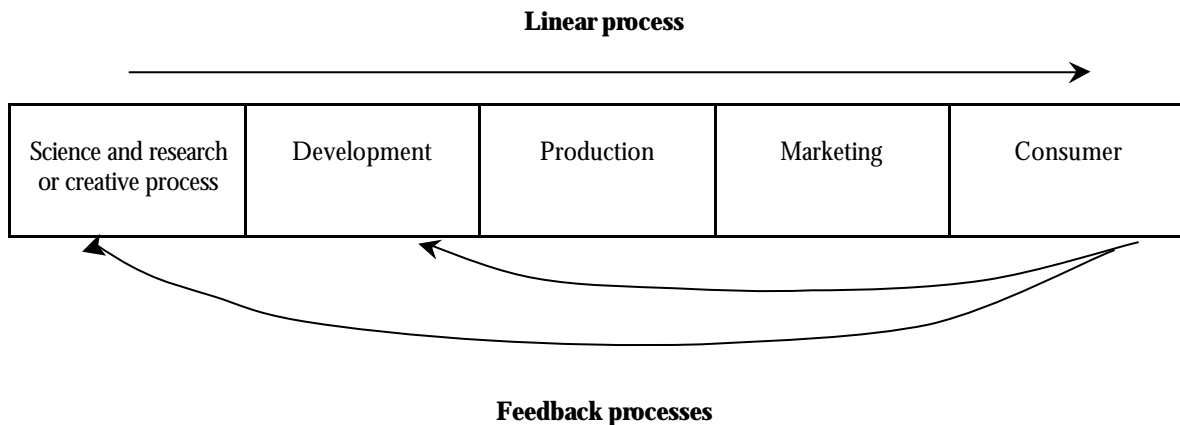 Linear process
Science and research
or creative process
Development
Production
Marketing
Consumer
Feedback processes